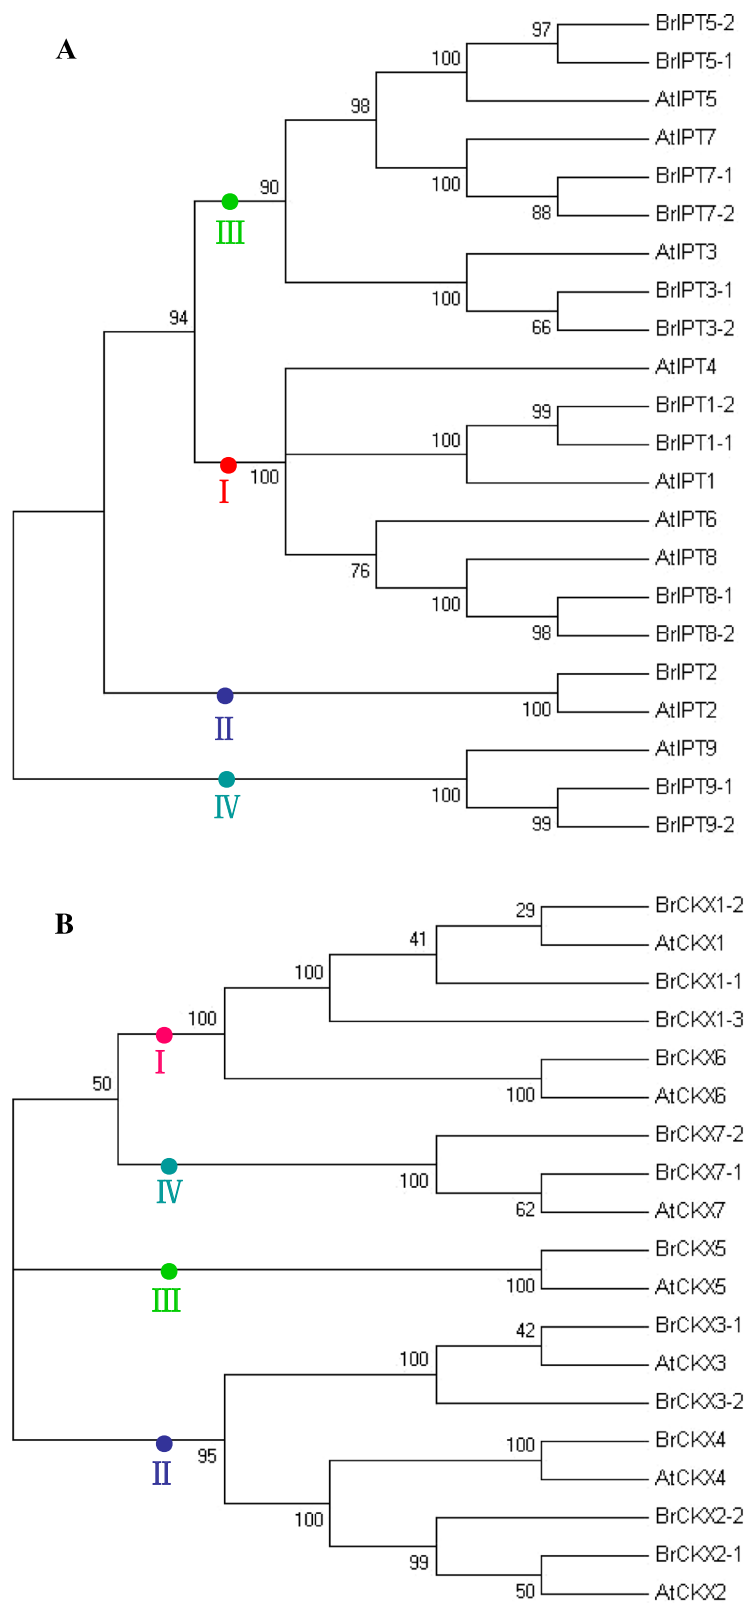 BrIPT5-2
97
A
100
BrIPT5-1
98
AtIPT5
AtIPT7
BrIPT7-1
100
90
88
BrIPT7-2
III
AtIPT3
BrIPT3-1
100
94
66
BrIPT3-2
AtIPT4
BrIPT1-2
99
100
BrIPT1-1
100
AtIPT1
I
AtIPT6
AtIPT8
76
BrIPT8-1
100
98
BrIPT8-2
BrIPT2
100
AtIPT2
II
AtIPT9
BrIPT9-1
100
IV
99
BrIPT9-2
BrCKX1-2
29
B
41
AtCKX1
100
BrCKX1-1
100
BrCKX1-3
I
BrCKX6
50
100
AtCKX6
BrCKX7-2
BrCKX7-1
100
IV
62
AtCKX7
BrCKX5
100
AtCKX5
III
BrCKX3-1
42
100
AtCKX3
BrCKX3-2
BrCKX4
100
95
II
AtCKX4
BrCKX2-2
100
BrCKX2-1
99
50
AtCKX2